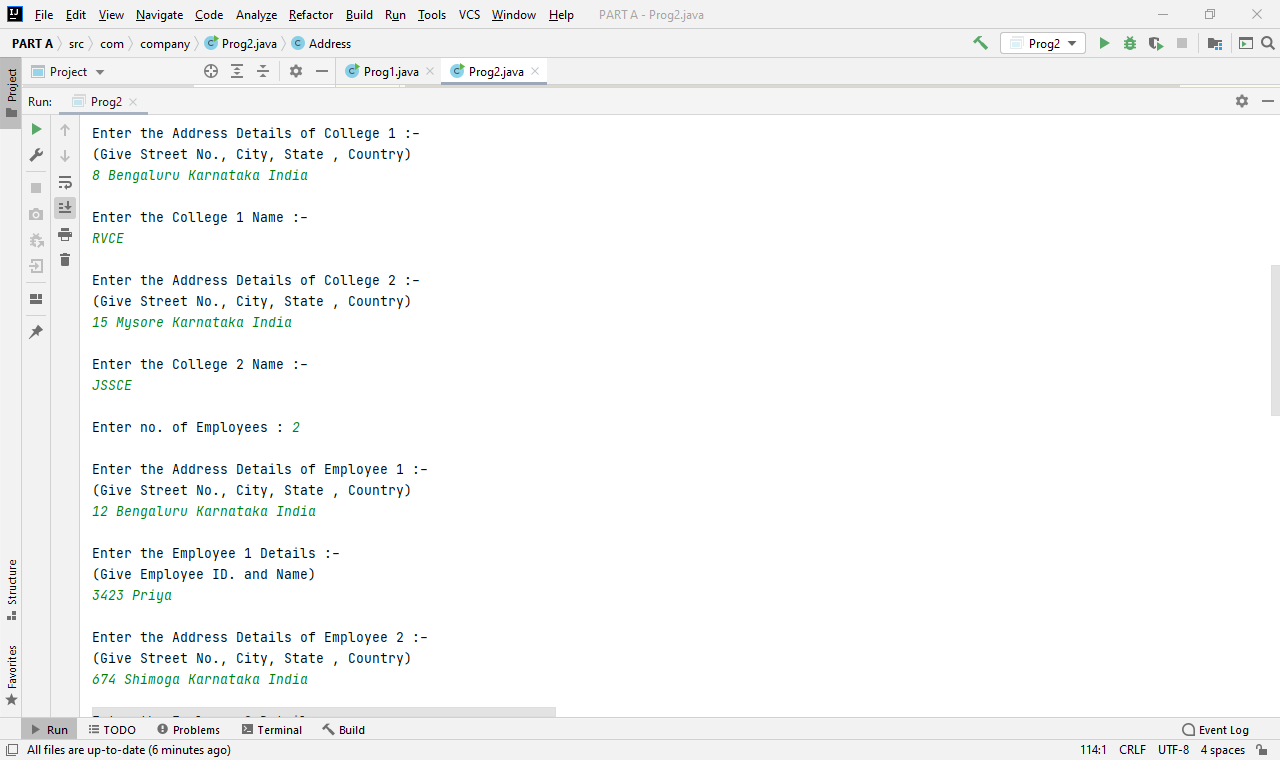 File Edit View Navigate Code Analyze Refactor Build Run Tools VCS Window Help PART A - Prog2.java
PART A src com company Prog2.java Address Prog2
Project Project Prog1.java Prog2.java
Run: Prog2
Enter the Address Details of College 1 :-
(Give Street No., City, State , Country)
8 Bengaluru Karnataka India
Enter the College 1 Name :-
RVCE
Enter the Address Details of College 2 :-
(Give Street No., City, State , Country)
15 Mysore Karnataka India
Enter the College 2 Name :-
JSSCE
Enter no. of Employees : 2
Enter the Address Details of Employee 1 :-
(Give Street No., City, State , Country)
12 Bengaluru Karnataka India
Enter the Employee 1 Details :-
(Give Employee ID. and Name)
3423 Priya
Enter the Address Details of Employee 2 :-
(Give Street No., City, State , Country)
674 Shimoga Karnataka India
Structure
Favorites
Run TODO Problems Terminal Build Event Log
All files are up-to-date (6 minutes ago) 114:1 CRLF UTF-8 4 spaces